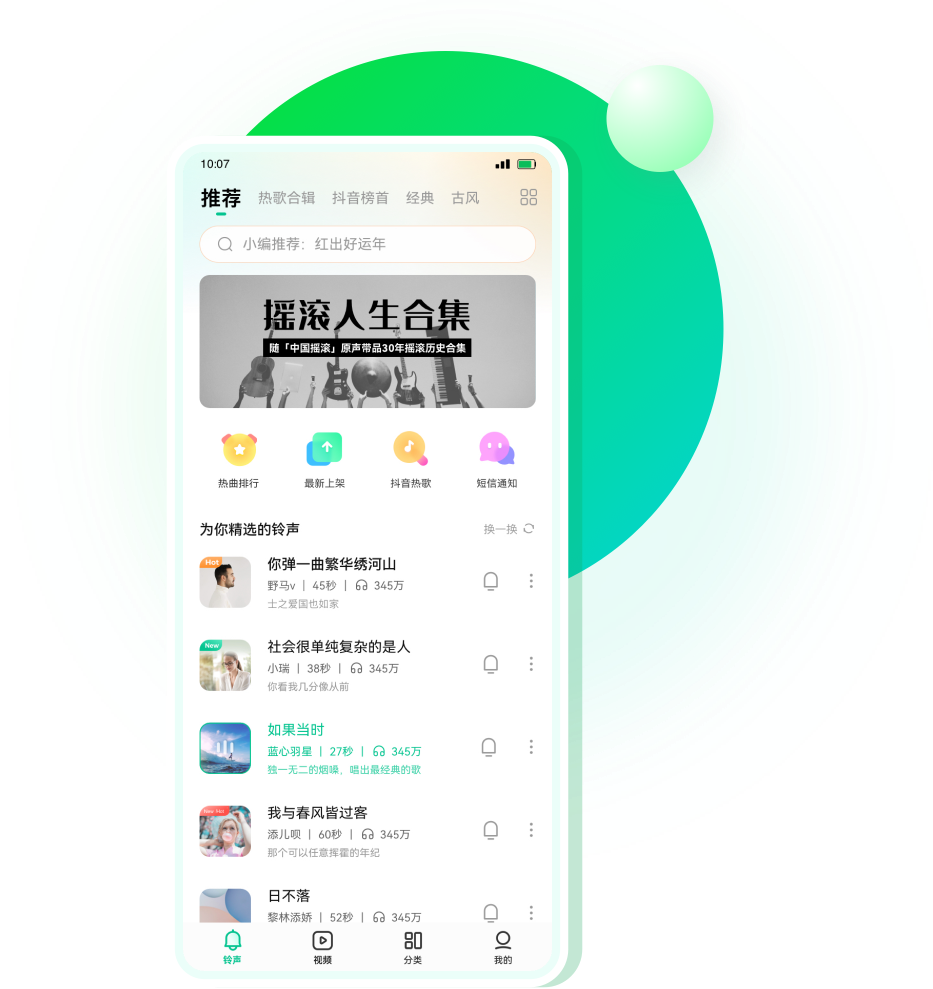 10:07
推荐 热歌合辑 抖音榜首 经典 古风
小编推荐：红出好运年
摇滚人生合集
随「中国摇滚」原声带品30年摇滚历史合集
热曲排行 最新上架 抖音热歌 短信通知
为你精选的铃声 换一换
Hot
你弹一曲繁华绣河山
野马v | 45秒 | 345万
士之爱国也如家
New
社会很单纯复杂的是人
小瑞 | 38秒 | 345万
你看我几分像从前
如果当时
蓝心羽星 | 27秒 | 345万
独一无二的烟嗓，唱出最经典的歌
New Hot
我与春风皆过客
添儿呗 | 60秒 | 345万
那个可以任意挥霍的年纪
日不落
黎林添娇 | 52秒 | 345万
铃声 视频 分类 我的